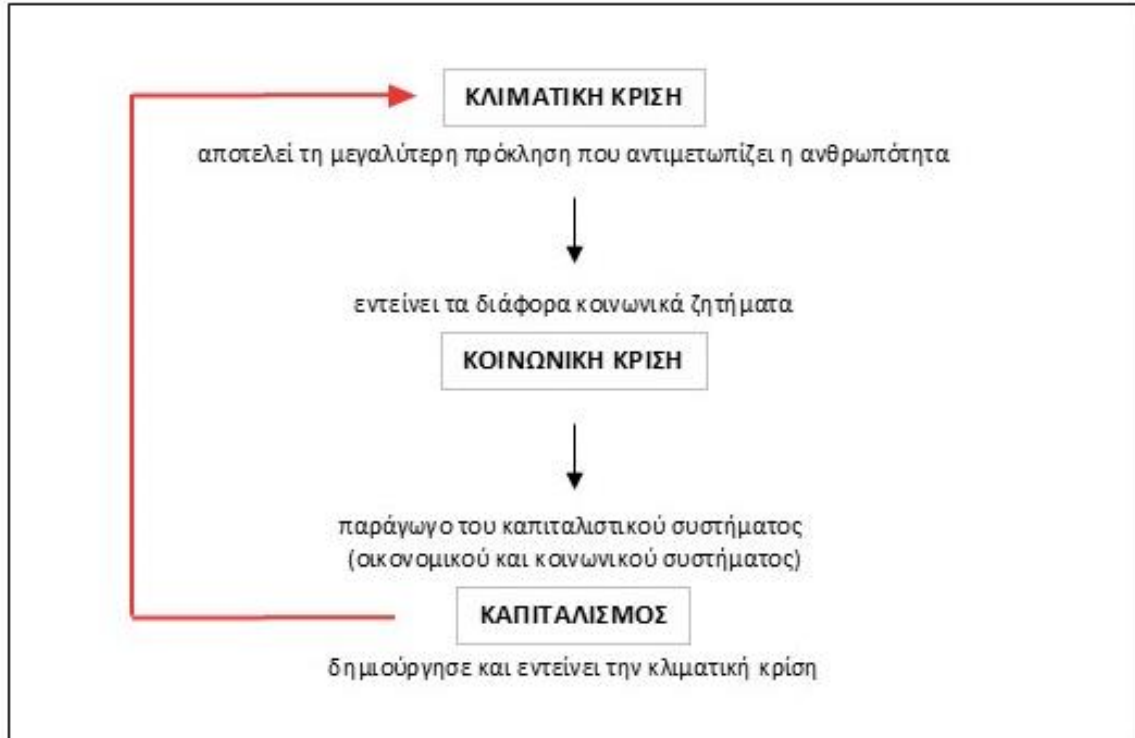 ΚΛΙΜΑΤΙΚΗ ΚΡΙΣΗ
αποτελεί τη μεγαλύτερη πρόκληση που αντιμετωπίζει η ανθρωπότητα
εντείνει τα διάφορα κοινωνικά ζητήματα
ΚΟΙΝΩΝΙΚΗ ΚΡΙΣΗ
παράγωγο του καπιταλιστικού συστήματος
(οικονομικού και κοινωνικού συστήματος)
ΚΑΠΙΤΑΛΙΣΜΟΣ
δημιούργησε και εντείνει την κλιματική κρίση